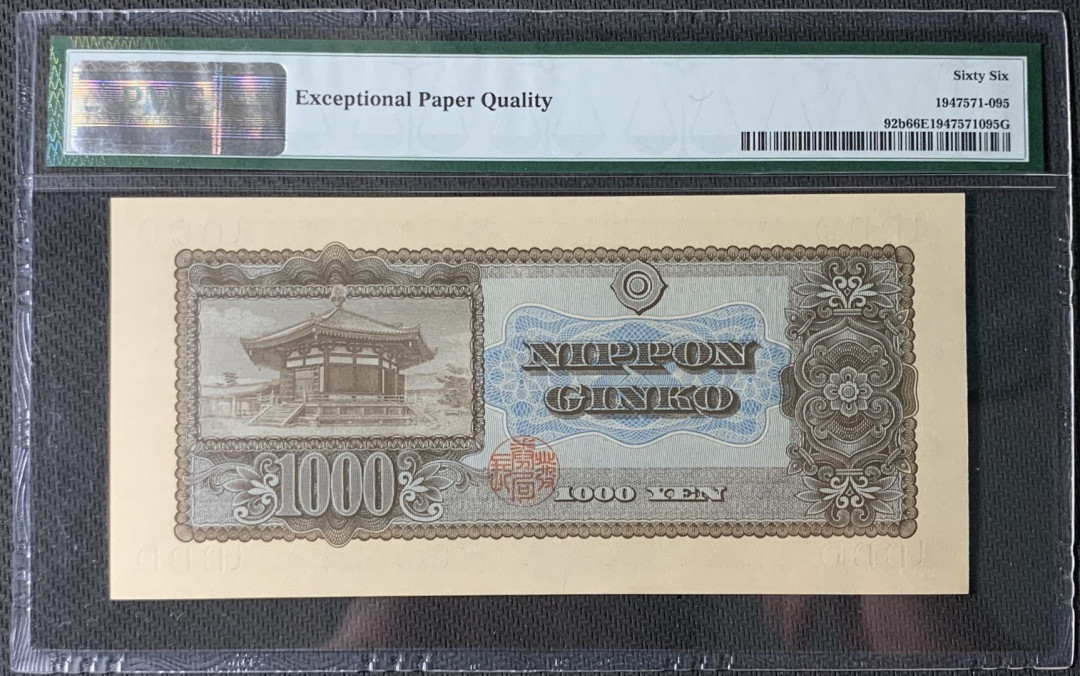 Exceptional Paper Quality
Sixty Six
1947571-095
92b66E1947571095G
NIPPON
GINKO
1000
1000 YEN